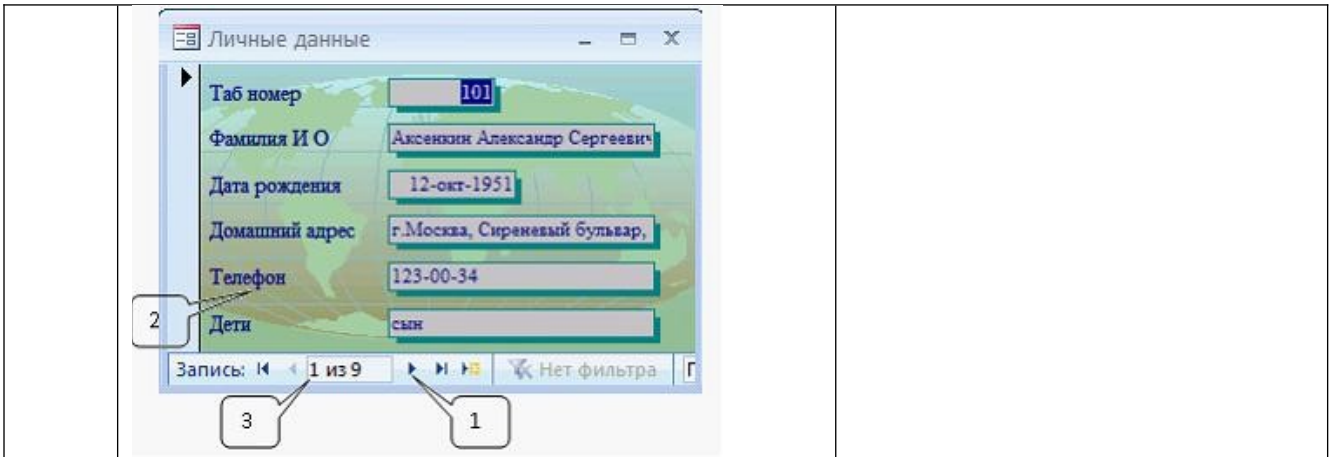 Личные данные
Таб номер 101
Фамилия И О Аксенкин Александр Сергеевич
Дата рождения 12-окт-1951
Домашний адрес г.Москва, Сиреневый бульвар,
Телефон 123-00-34
2
Дети сын
Запись: 1 из 9 Нет фильтра П
3 1